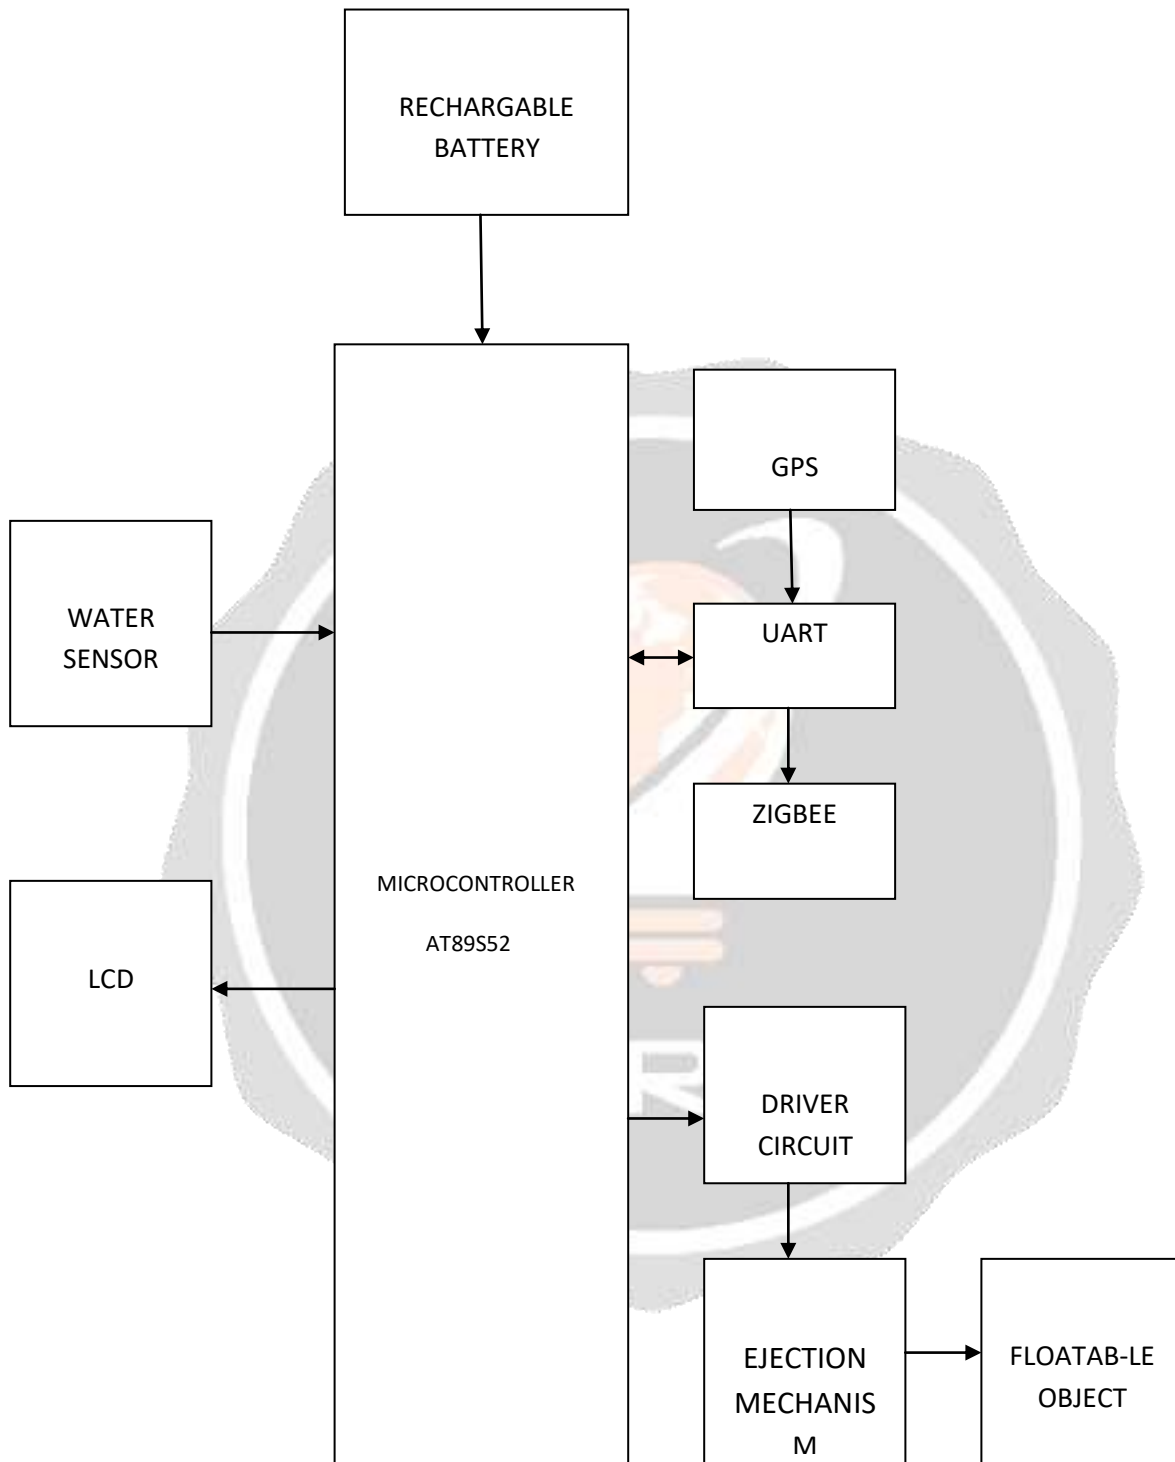 RECHARGABLE
BATTERY
GPS
WATER
SENSOR
UART
ZIGBEE
MICROCONTROLLER
AT89S52
LCD
DRIVER
CIRCUIT
EJECTION
MECHANIS
M
FLOATAB-LE
OBJECT